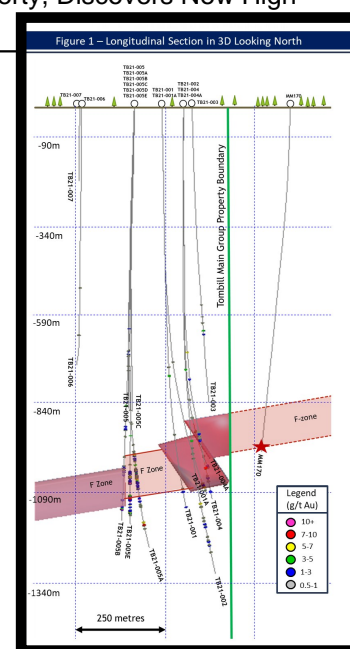 Figure 1 – Longitudinal Section in 3D Looking North
TB21-005
TB21-005A
TB21-005B
TB21-005C
TB21-005D
TB21-005E
TB21-007
TB21-006
TB21-001
TB21-001A
TB21-002
TB21-004
TB21-004A
TB21-003
MM170
-90m
-340m
-590m
-840m
-1090m
-1340m
TB21-007
TB21-006
Tombill Main Group Property Boundary
TB21-003
TB21-005C
F-zone
F Zone
F Zone
MM170
TB21-001A
TB21-004
TB21-001
TB21-002
TB21-005B
TB21-005E
TB21-005A
Legend
(g/t Au)
10+
7-10
5-7
3-5
1-3
0.5-1
250 metres